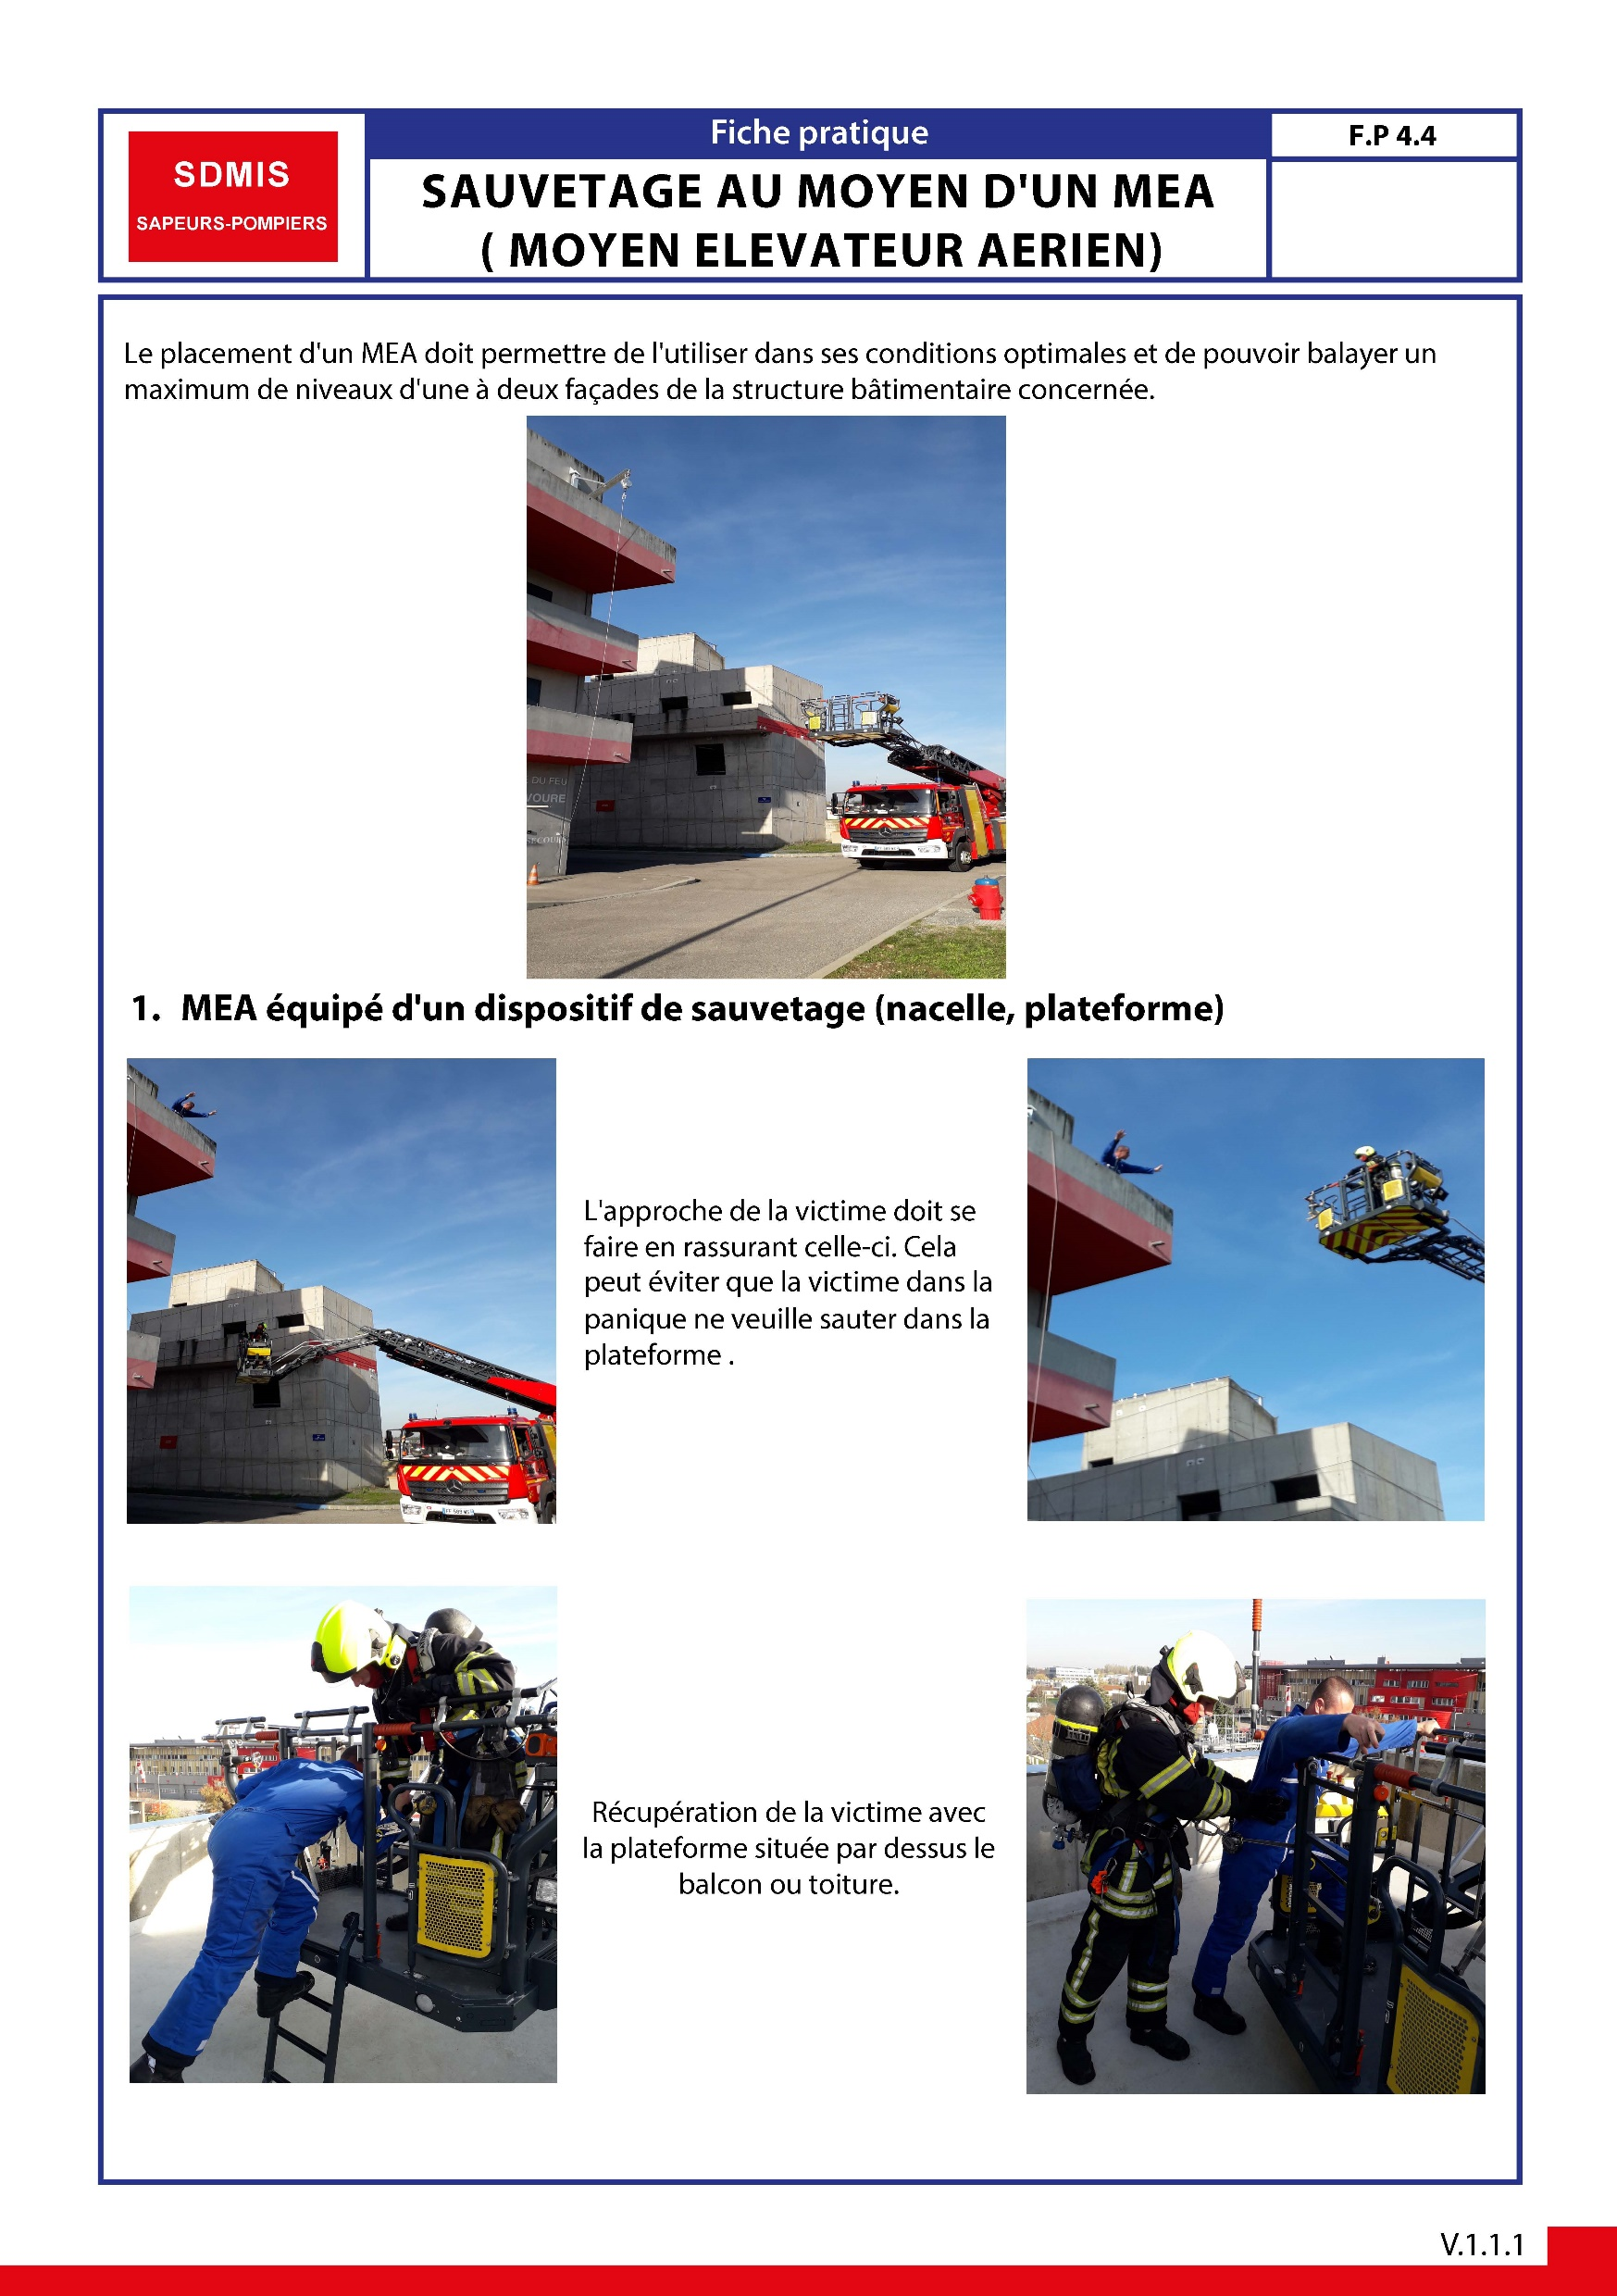 SDMIS
SAPEURS-POMPIERS
Fiche pratique
F.P 4.4
SAUVETAGE AU MOYEN D'UN MEA
( MOYEN ELEVATEUR AERIEN)
Le placement d'un MEA doit permettre de l'utiliser dans ses conditions optimales et de pouvoir balayer un
maximum de niveaux d'une à deux façades de la structure bâtimentaire concernée.
DU FEU
1. MEA équipé d'un dispositif de sauvetage (nacelle, plateforme)
L'approche de la victime doit se
faire en rassurant celle-ci. Cela
peut éviter que la victime dans la
panique ne veuille sauter dans la
plateforme .
Récupération de la victime avec
la plateforme située par dessus le
balcon ou toiture.
V.1.1.1